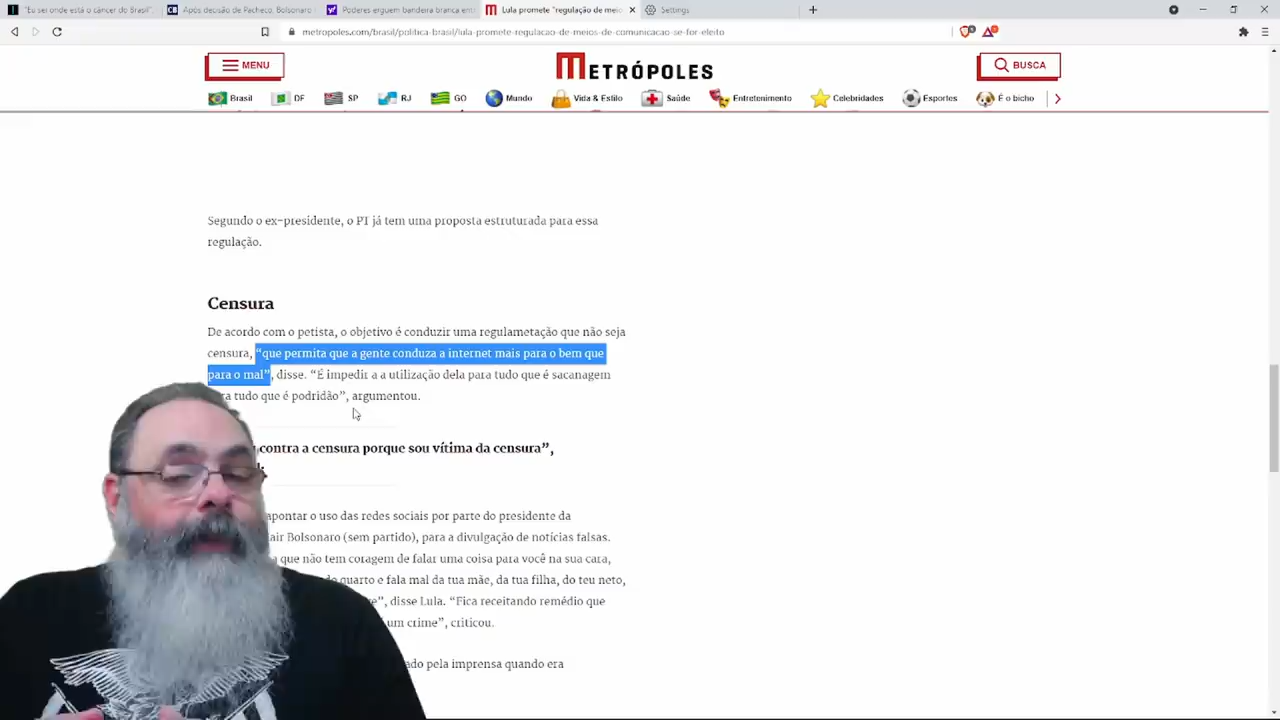 "Eu sei onde está o câncer do Brasil".
Após decisão de Pacheco, Bolsonaro
Poderes erguem bandeira branca ent
Lula promete "regulação de mei
Settings
metropoles.com/brasil/politica-brasil/lula-promete-regulacao-de-meios-de-comunicacao-se-for-eleito
MENU
METRÓPOLES
BUSCA
Brasil DF SP RJ GO Mundo Vida & Estilo Saúde Entretenimento Celebridades Esportes É o bicho
Segundo o ex-presidente, o PT já tem uma proposta estruturada para essa
regulação.
Censura
De acordo com o petista, o objetivo é conduzir uma regulametação que não seja
censura, “que permita que a gente conduza a internet mais para o bem que
para o mal”, disse. “É impedir a a utilização dela para tudo que é sacanagem
tudo que é podridão”, argumentou.
contra a censura porque sou vítima da censura”,
apontar o uso das redes sociais por parte do presidente da
Bolsonaro (sem partido), para a divulgação de notícias falsas.
que não tem coragem de falar uma coisa para você na sua cara,
quarto e fala mal da tua mãe, da tua filha, do teu neto,
disse Lula. “Fica receitando remédio que
um crime”, criticou.
pela imprensa quando era